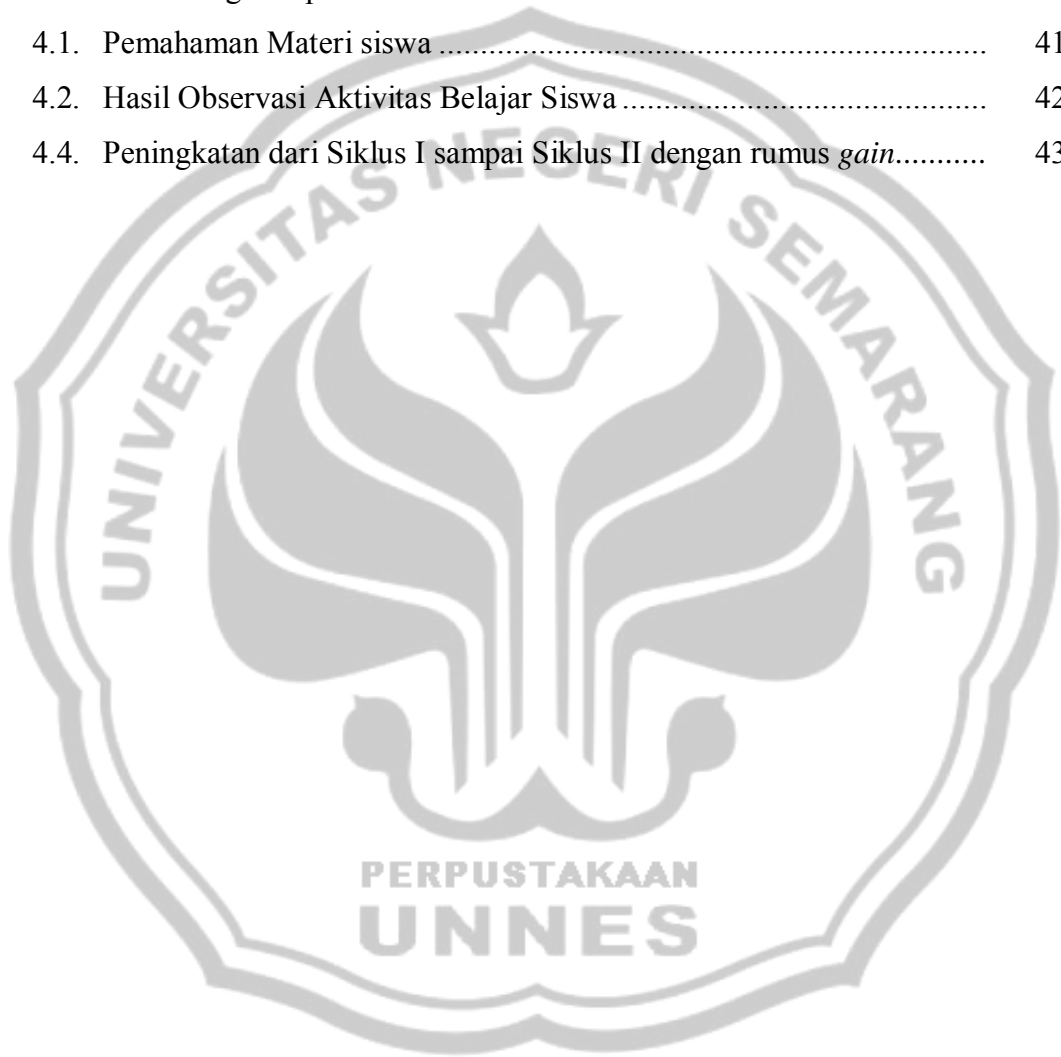 4.1. Pemahaman Materi siswa ........................................................................ 41
4.2. Hasil Observasi Aktivitas Belajar Siswa ................................................ 42
4.4. Peningkatan dari Siklus I sampai Siklus II dengan rumus gain........... 43
UNIVERSITAS NEGERI SEMARANG
PERPUSTAKAAN
UNNES